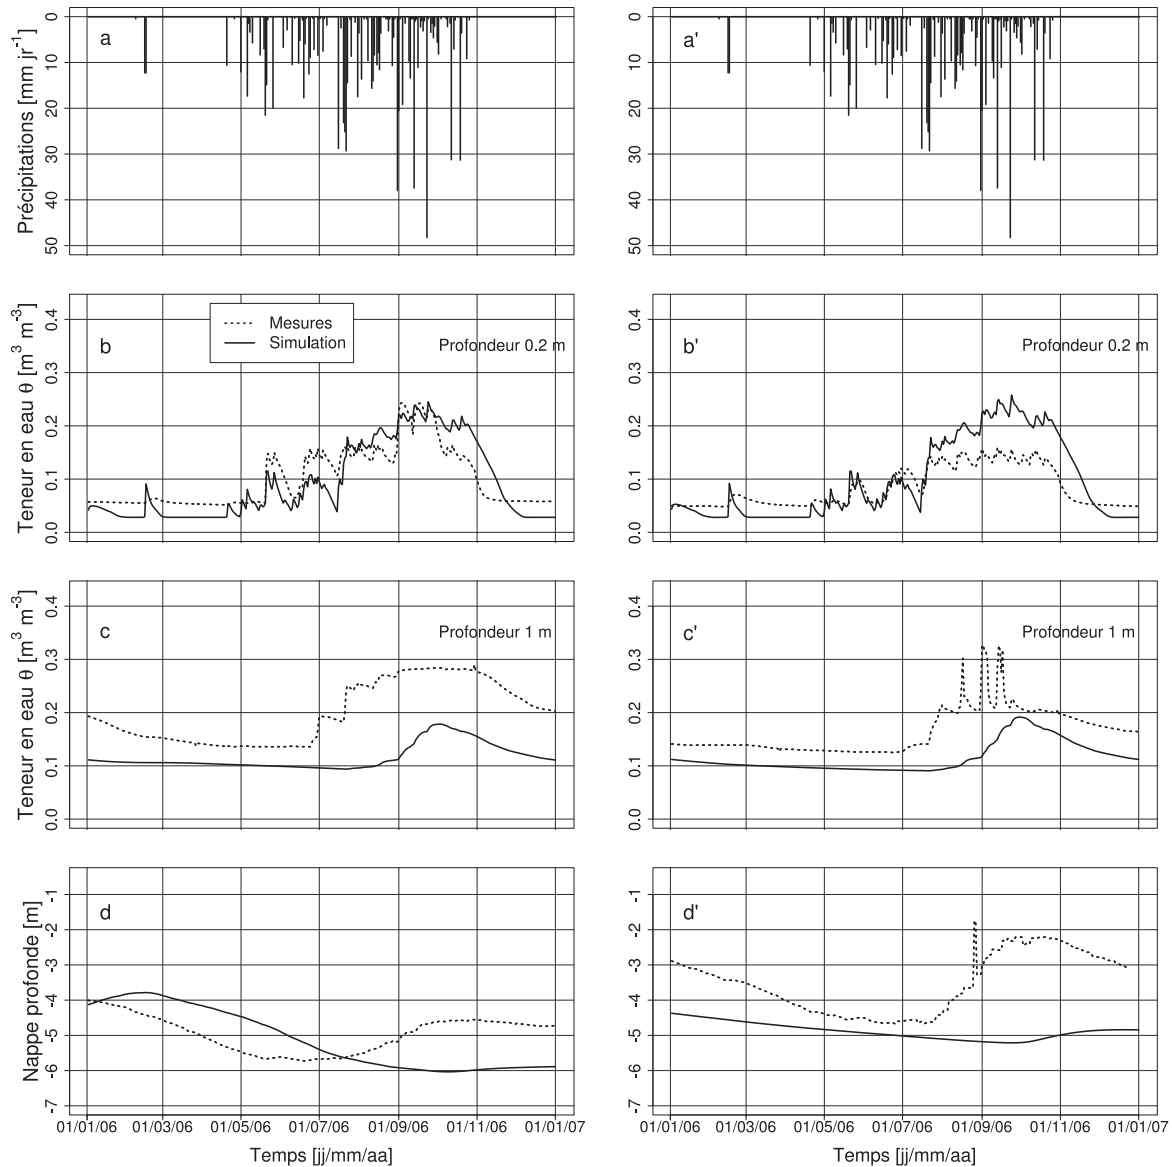 Précipitations [mm jr-1]
0
10
20
30
40
50
a
0
10
20
30
40
50
a'
Teneur en eau θ [m3 m-3]
0.4
0.3
0.2
0.1
0.0
b
Mesures
Simulation
Profondeur 0.2 m
0.4
0.3
0.2
0.1
0.0
b'
Profondeur 0.2 m
Teneur en eau θ [m3 m-3]
0.4
0.3
0.2
0.1
0.0
c
Profondeur 1 m
0.4
0.3
0.2
0.1
0.0
c'
Profondeur 1 m
Nappe profonde [m]
-1
-2
-3
-4
-5
-6
-7
d
-1
-2
-3
-4
-5
-6
-7
d'
01/01/06 01/03/06 01/05/06 01/07/06 01/09/06 01/11/06 01/01/07
01/01/06 01/03/06 01/05/06 01/07/06 01/09/06 01/11/06 01/01/07
Temps [jj/mm/aa]
Temps [jj/mm/aa]